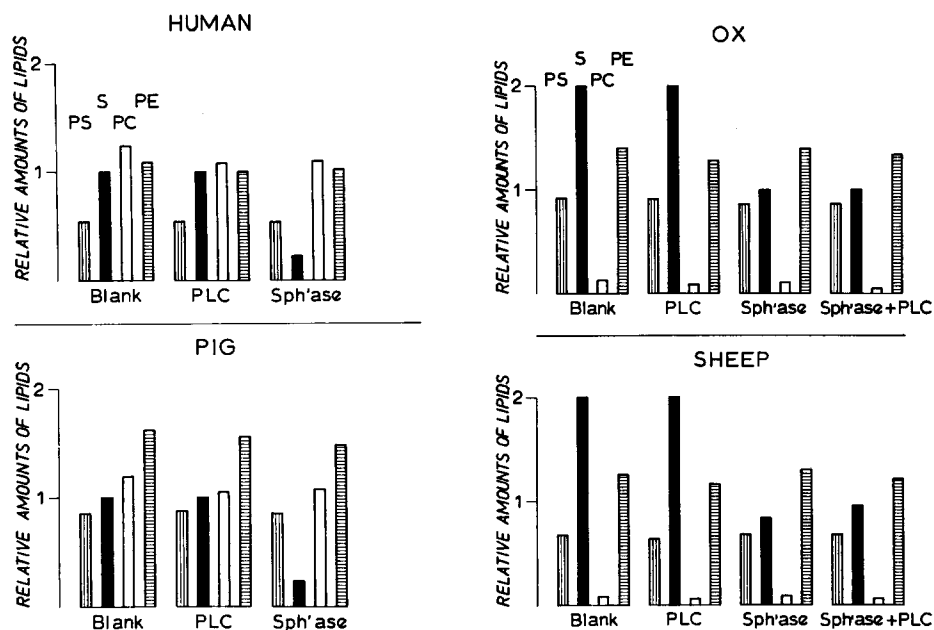 HUMAN
RELATIVE AMOUNTS OF LIPIDS
2
1
PS
S
PC
PE
Blank PLC Sph'ase
OX
RELATIVE AMOUNTS OF LIPIDS
2
1
PS
S
PC
PE
Blank PLC Sph'ase Sph'ase+PLC
PIG
RELATIVE AMOUNTS OF LIPIDS
2
1
Blank PLC Sph'ase
SHEEP
RELATIVE AMOUNTS OF LIPIDS
2
1
Blank PLC Sph'ase Sph'ase+PLC